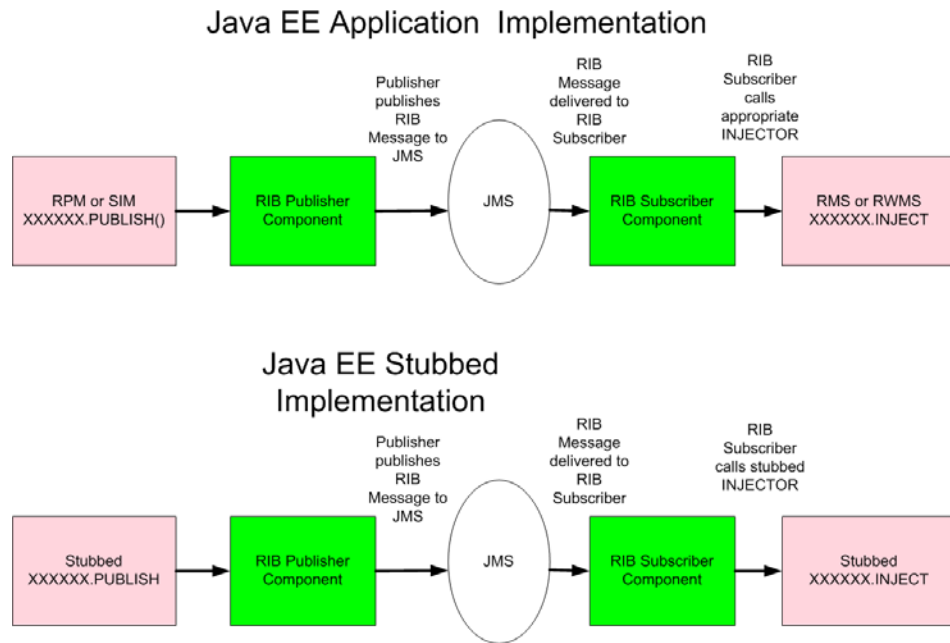 Java EE Application Implementation
Publisher
publishes
RIB
Message to
JMS
RIB
Message
delivered to
RIB
Subscriber
RIB
Subscriber
calls
appropriate
INJECTOR
RPM or SIM
XXXXXX.PUBLISH()
RIB Publisher
Component
JMS
RIB Subscriber
Component
RMS or RWMS
XXXXXX.INJECT
Java EE Stubbed
Implementation
Publisher
publishes
RIB
Message to
JMS
RIB
Message
delivered to
RIB
Subscriber
RIB
Subscriber
calls stubbed
INJECTOR
Stubbed
XXXXXX.PUBLISH
RIB Publisher
Component
JMS
RIB Subscriber
Component
Stubbed
XXXXXX.INJECT